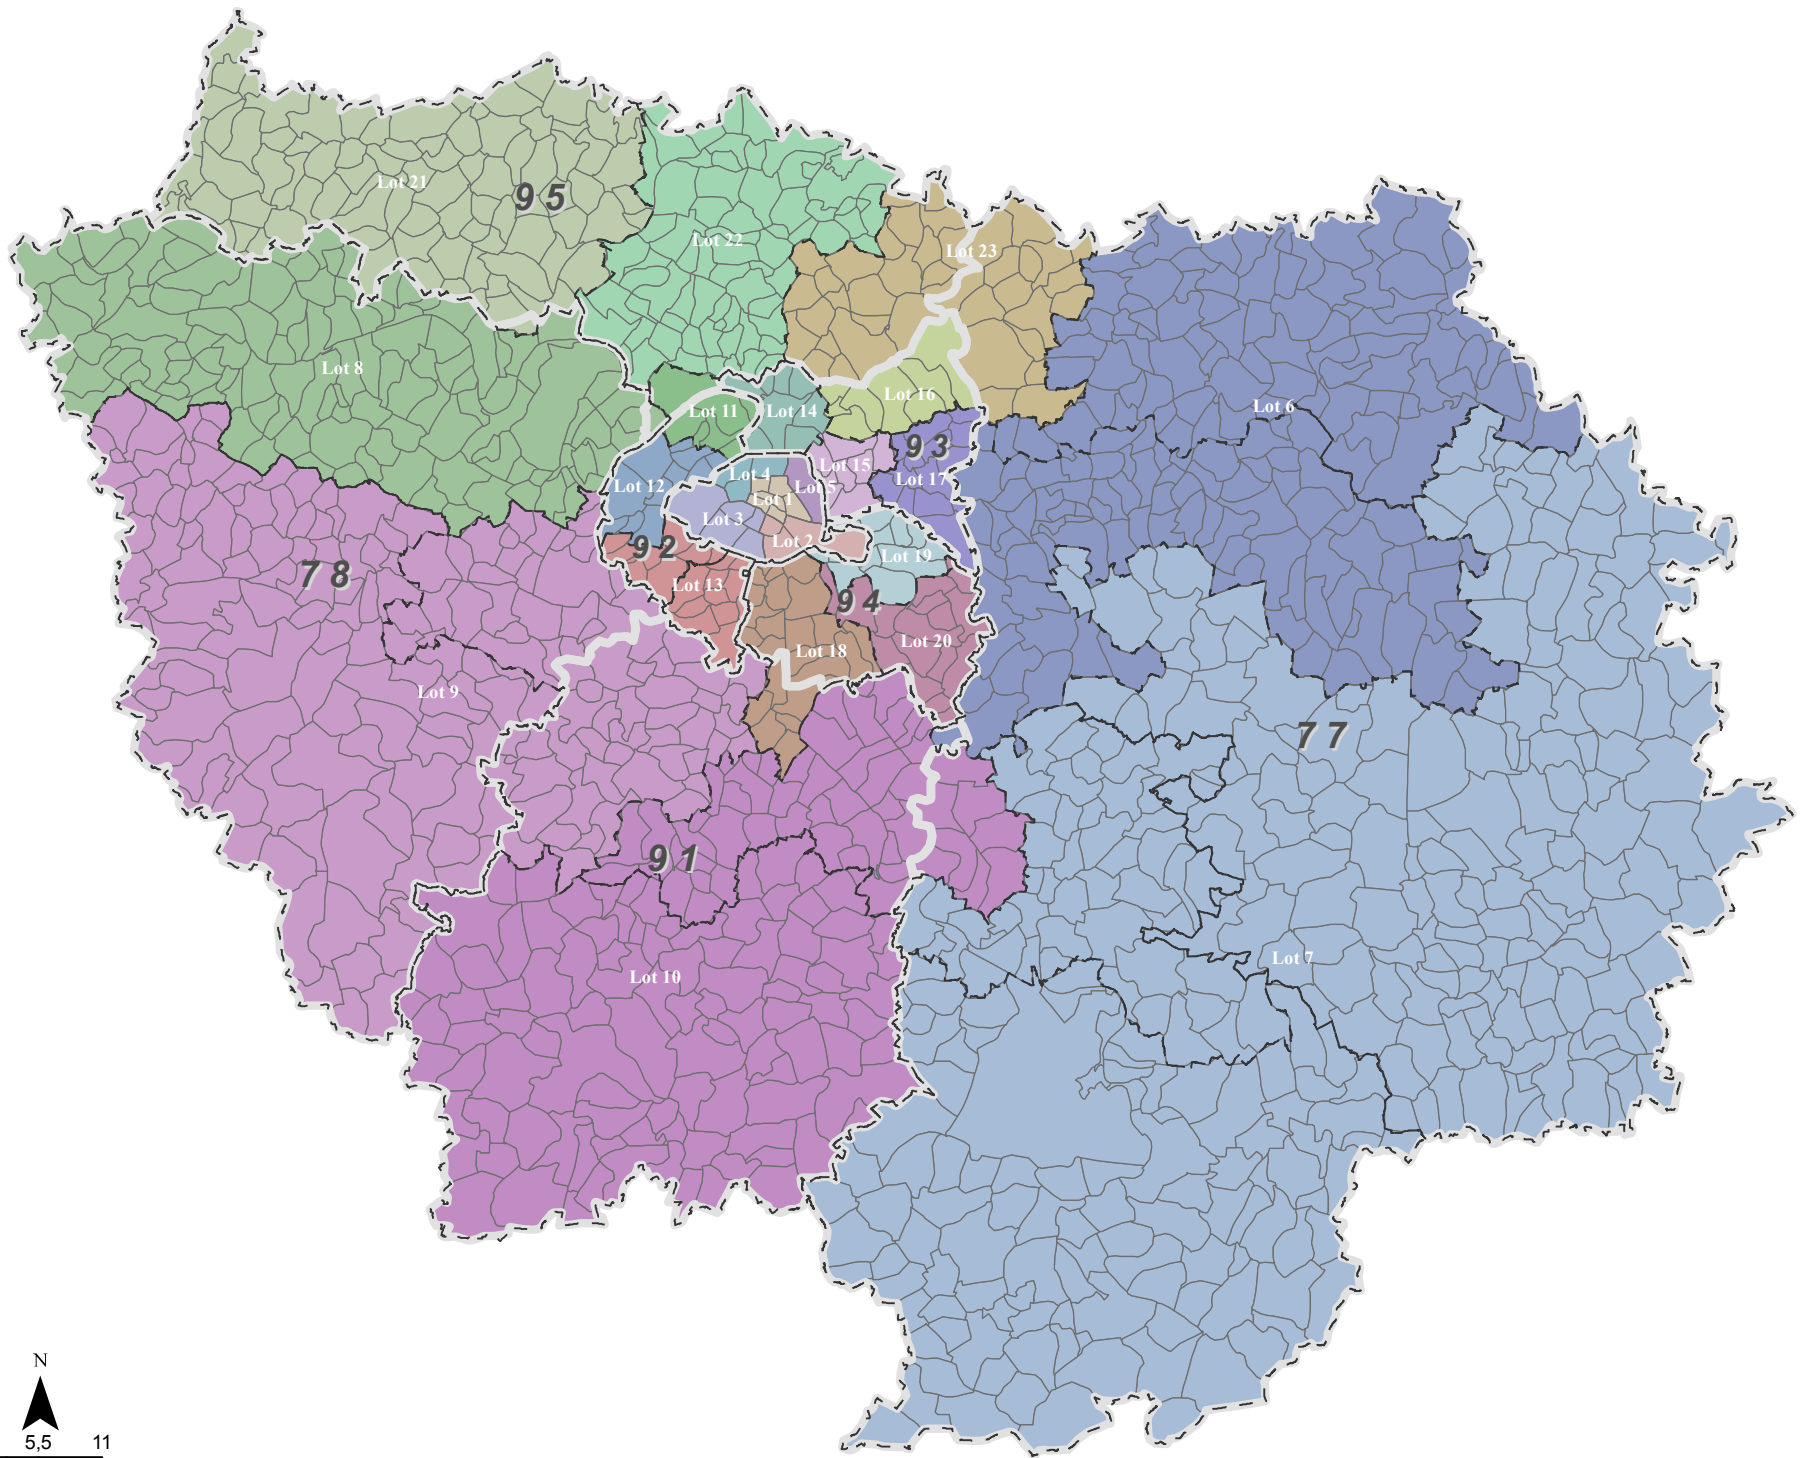 Lot 21
9 5
Lot 22
Lot 23
Lot 8
Lot 16
Lot 6
Lot 11
Lot 14
9 3
Lot 15
Lot 4
Lot 17
Lot 12
Lot 5
Lot 1
Lot 3
Lot 2
9 2
Lot 19
7 8
Lot 13
9 4
Lot 20
Lot 18
Lot 9
7 7
9 1
Lot 7
Lot 10
N
5,5 11